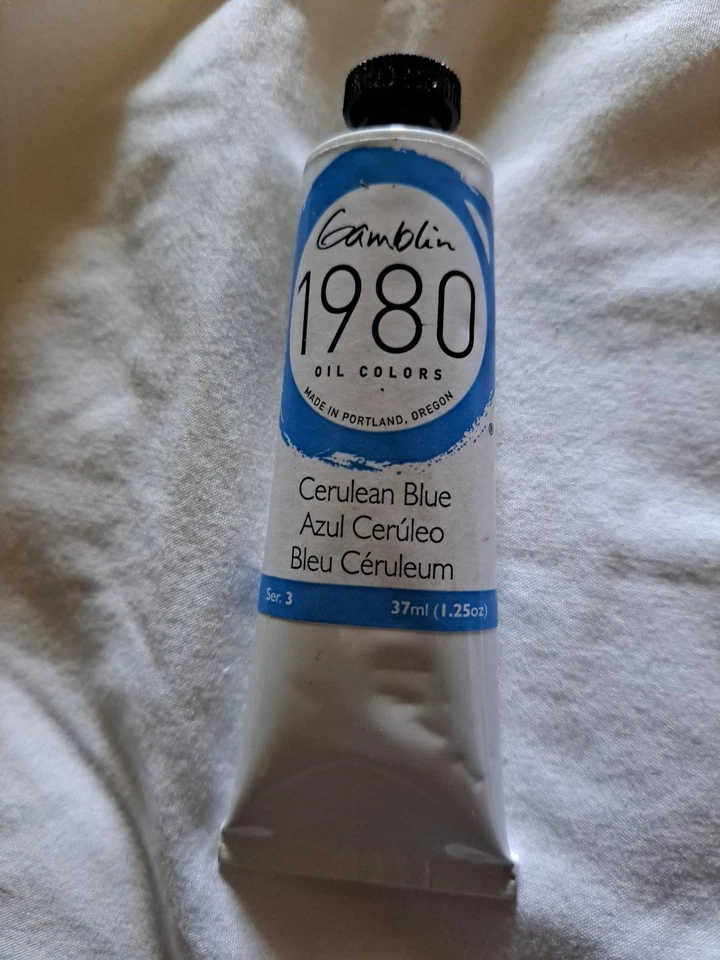 Gamblin
1980
OIL COLORS
MADE IN PORTLAND, OREGON
®
Cerulean Blue
Azul Cerúleo
Bleu Céruleum
Ser. 3 37ml (1.25oz)